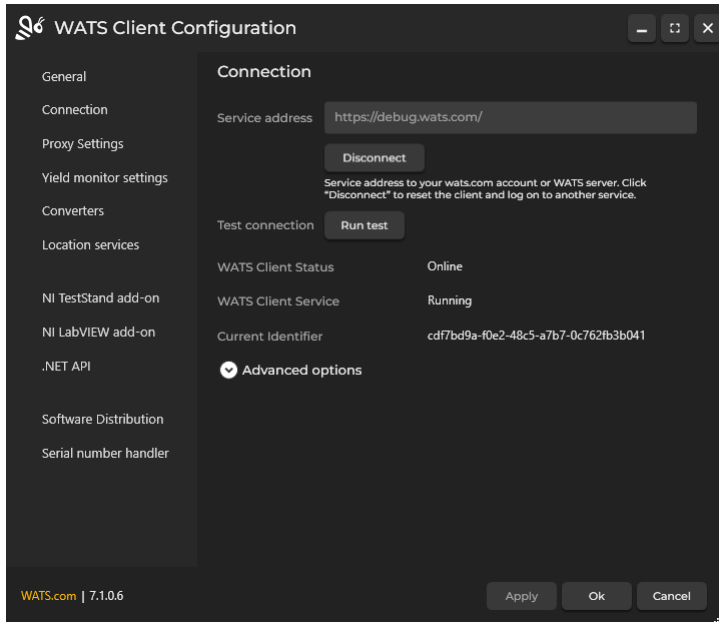 WATS Client Configuration
General
Connection
Proxy Settings
Yield monitor settings
Converters
Location services
NI TestStand add-on
NI LabVIEW add-on
.NET API
Software Distribution
Serial number handler
Connection
Service address https://debug.wats.com/
Disconnect
Service address to your wats.com account or WATS server. Click
"Disconnect" to reset the client and log on to another service.
Test connection Run test
WATS Client Status Online
WATS Client Service Running
Current Identifier cdf7bd9a-f0e2-48c5-a7b7-0c762fb3b041
Advanced options
WATS.com | 7.1.0.6
Apply Ok Cancel